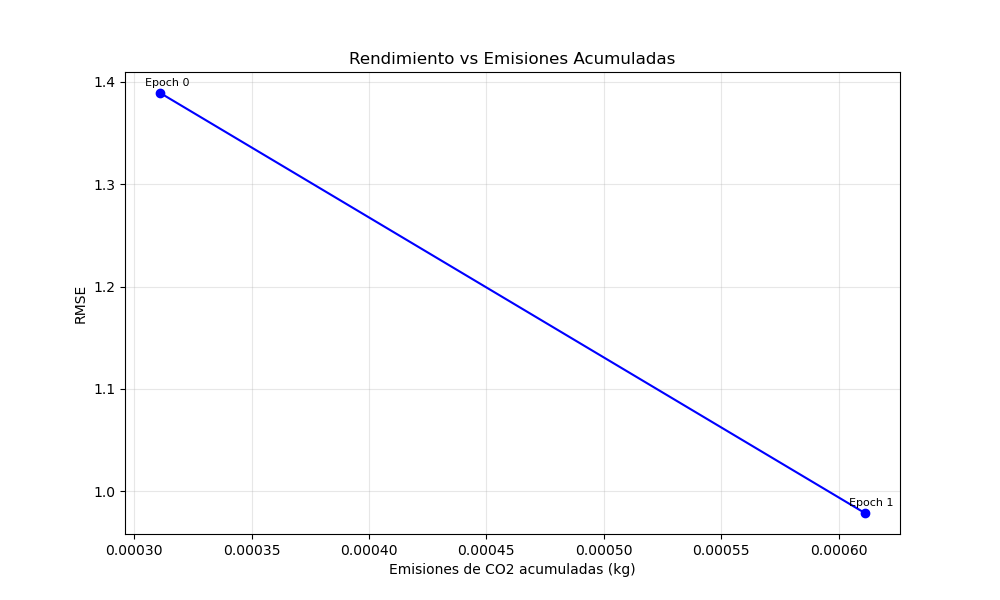 Rendimiento vs Emisiones Acumuladas
Epoch 0
Epoch 1
RMSE
1.4
1.3
1.2
1.1
1.0
0.00030 0.00035 0.00040 0.00045 0.00050 0.00055 0.00060
Emisiones de CO2 acumuladas (kg)